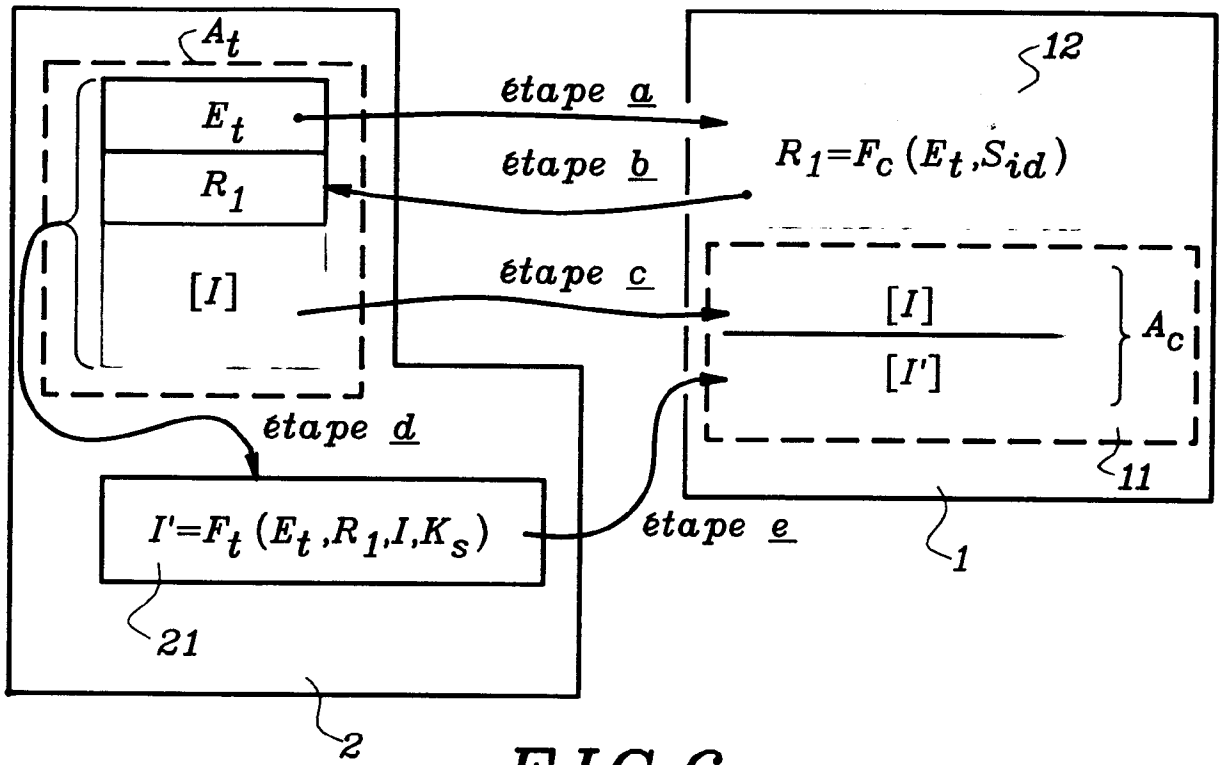 A_t
12
E_t
étape a
R_1=F_c (E_t,S_id)
R_1
étape b
[I]
étape c
[I]
A_c
[I']
étape d
11
I'=F_t (E_t,R_1,I,K_s)
étape e
1
21
2
FIG.6